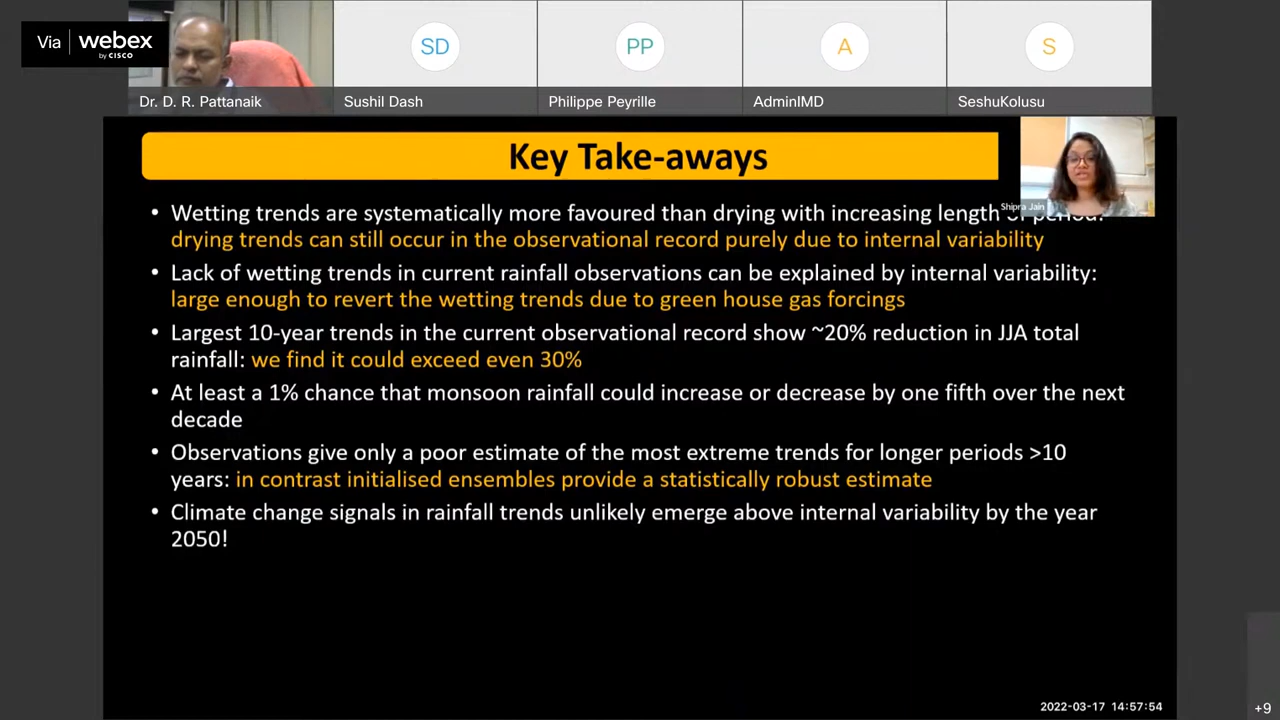 Via webex
by CISCO
SD
PP
A
S
Dr. D. R. Pattanaik
Sushil Dash
Philippe Peyrille
AdminIMD
SeshuKolusu
Key Take-aways
Shipra Jain
• Wetting trends are systematically more favoured than drying with increasing length of period:
drying trends can still occur in the observational record purely due to internal variability
• Lack of wetting trends in current rainfall observations can be explained by internal variability:
large enough to revert the wetting trends due to green house gas forcings
• Largest 10-year trends in the current observational record show ~20% reduction in JJA total
rainfall: we find it could exceed even 30%
• At least a 1% chance that monsoon rainfall could increase or decrease by one fifth over the next
decade
• Observations give only a poor estimate of the most extreme trends for longer periods >10
years: in contrast initialised ensembles provide a statistically robust estimate
• Climate change signals in rainfall trends unlikely emerge above internal variability by the year
2050!
2022-03-17 14:57:54
+9